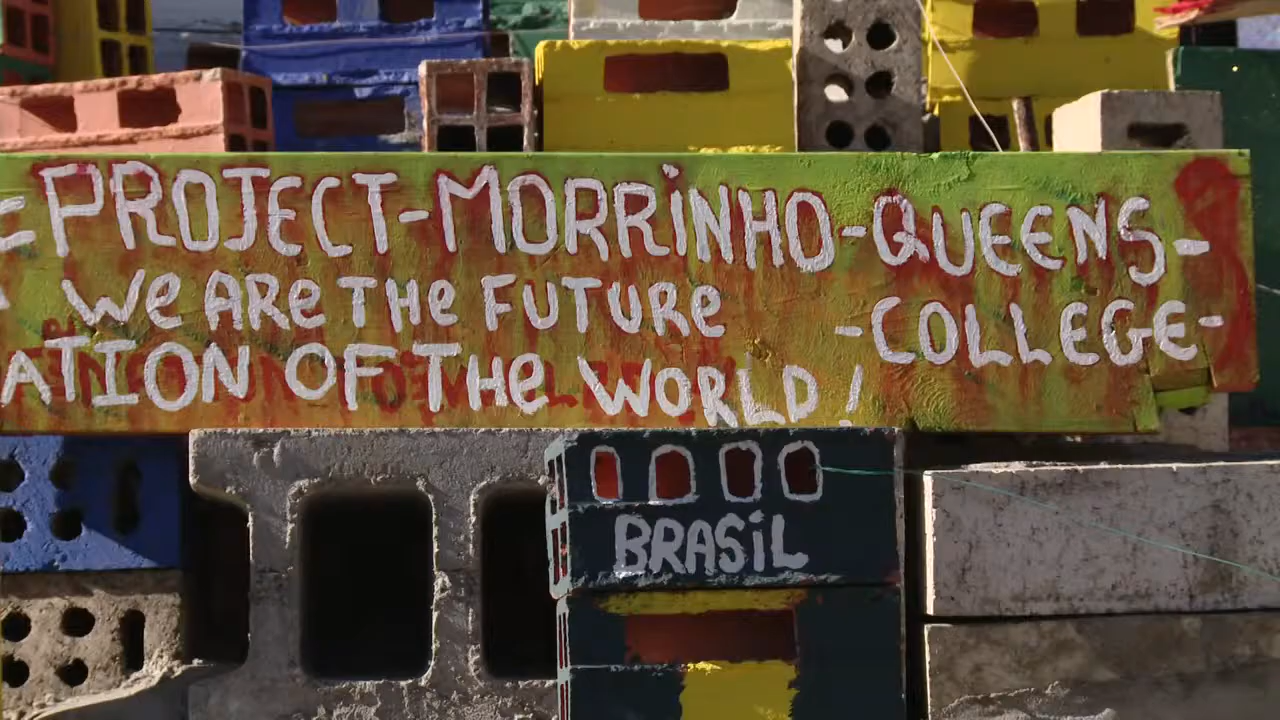 -PROJECT-MORRiNHO-QUEENS-
We ARe THe FUTURe -COLLEGE-
ATION OF THe WORLD!
BRASiL